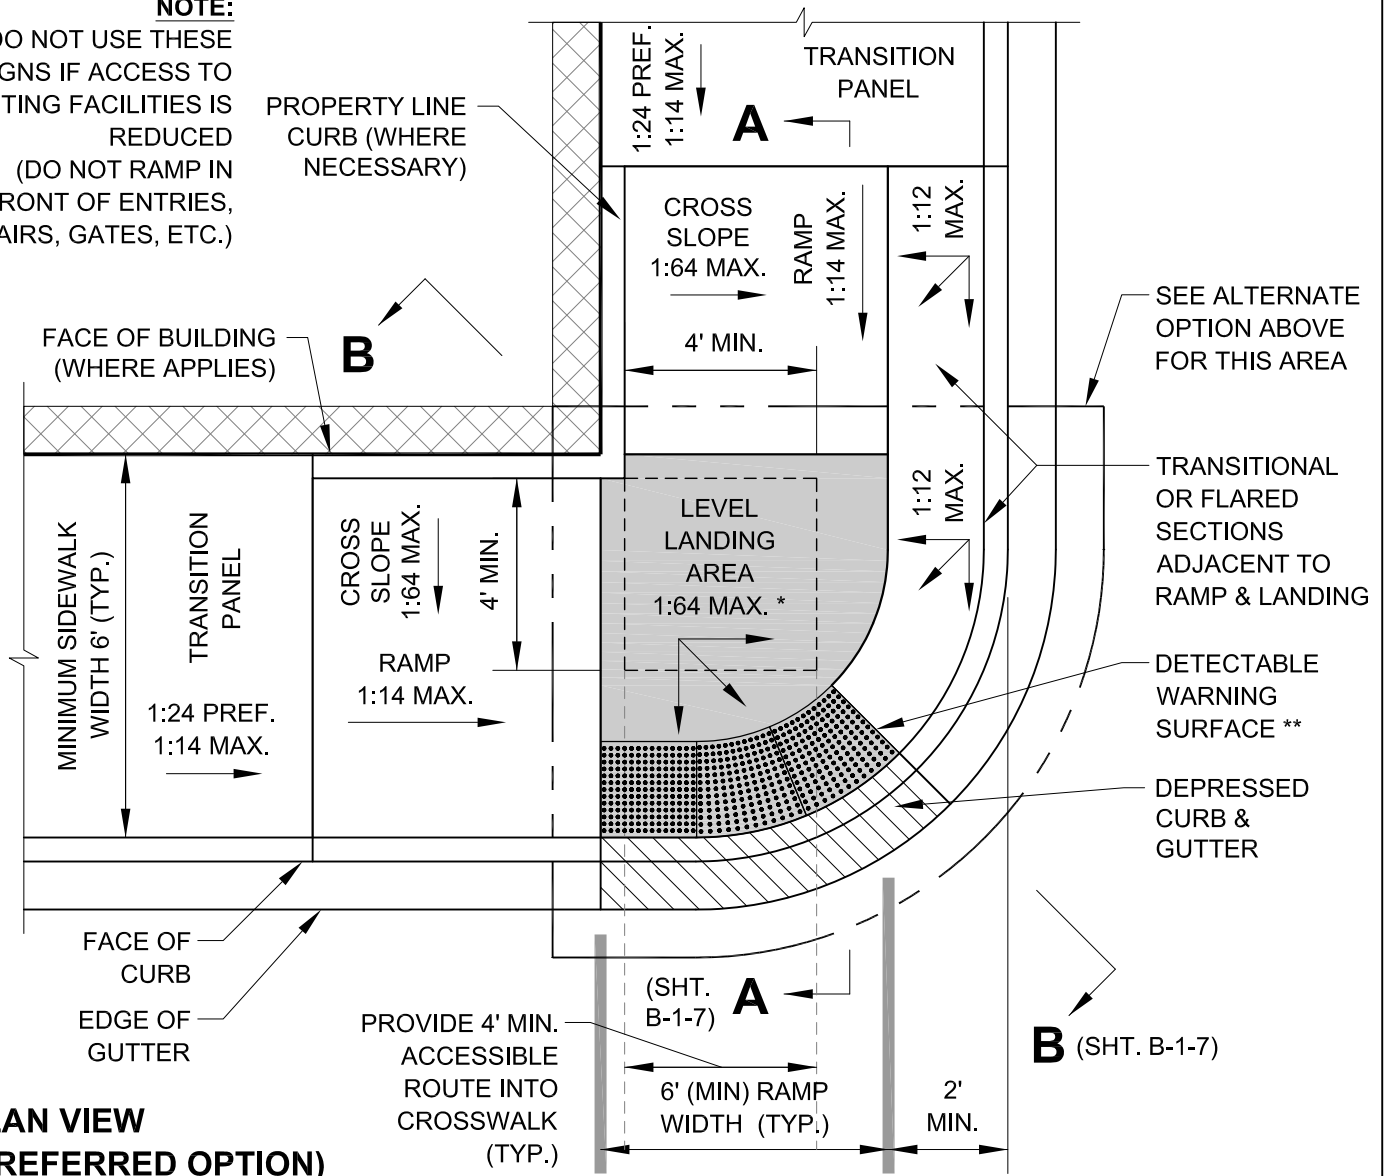 NOTE:
DO NOT USE THESE
IF ACCESS TO
FACILITIES IS
REDUCED
(DO NOT RAMP IN
OF ENTRIES,
GATES, ETC.)
PROPERTY LINE
CURB (WHERE
NECESSARY)
1:24 PREF.
1:14 MAX.
A
TRANSITION
PANEL
CROSS
SLOPE
1:64 MAX.
RAMP
1:14 MAX.
1:12
MAX.
4' MIN.
FACE OF BUILDING
(WHERE APPLIES)
B
SEE ALTERNATE
OPTION ABOVE
FOR THIS AREA
MINIMUM SIDEWALK
WIDTH 6' (TYP.)
TRANSITION
PANEL
1:24 PREF.
1:14 MAX.
CROSS
SLOPE
1:64 MAX.
4' MIN.
RAMP
1:14 MAX.
LEVEL
LANDING
AREA
1:64 MAX. *
1:12
MAX.
TRANSITIONAL
OR FLARED
SECTIONS
ADJACENT TO
RAMP & LANDING
DETECTABLE
WARNING
SURFACE **
DEPRESSED
CURB &
GUTTER
FACE OF
CURB
EDGE OF
GUTTER
(SHT.
B-1-7)
A
B (SHT. B-1-7)
PROVIDE 4' MIN.
ACCESSIBLE
ROUTE INTO
CROSSWALK
(TYP.)
6' (MIN) RAMP
WIDTH (TYP.)
2'
MIN.
VIEW
OPTION)